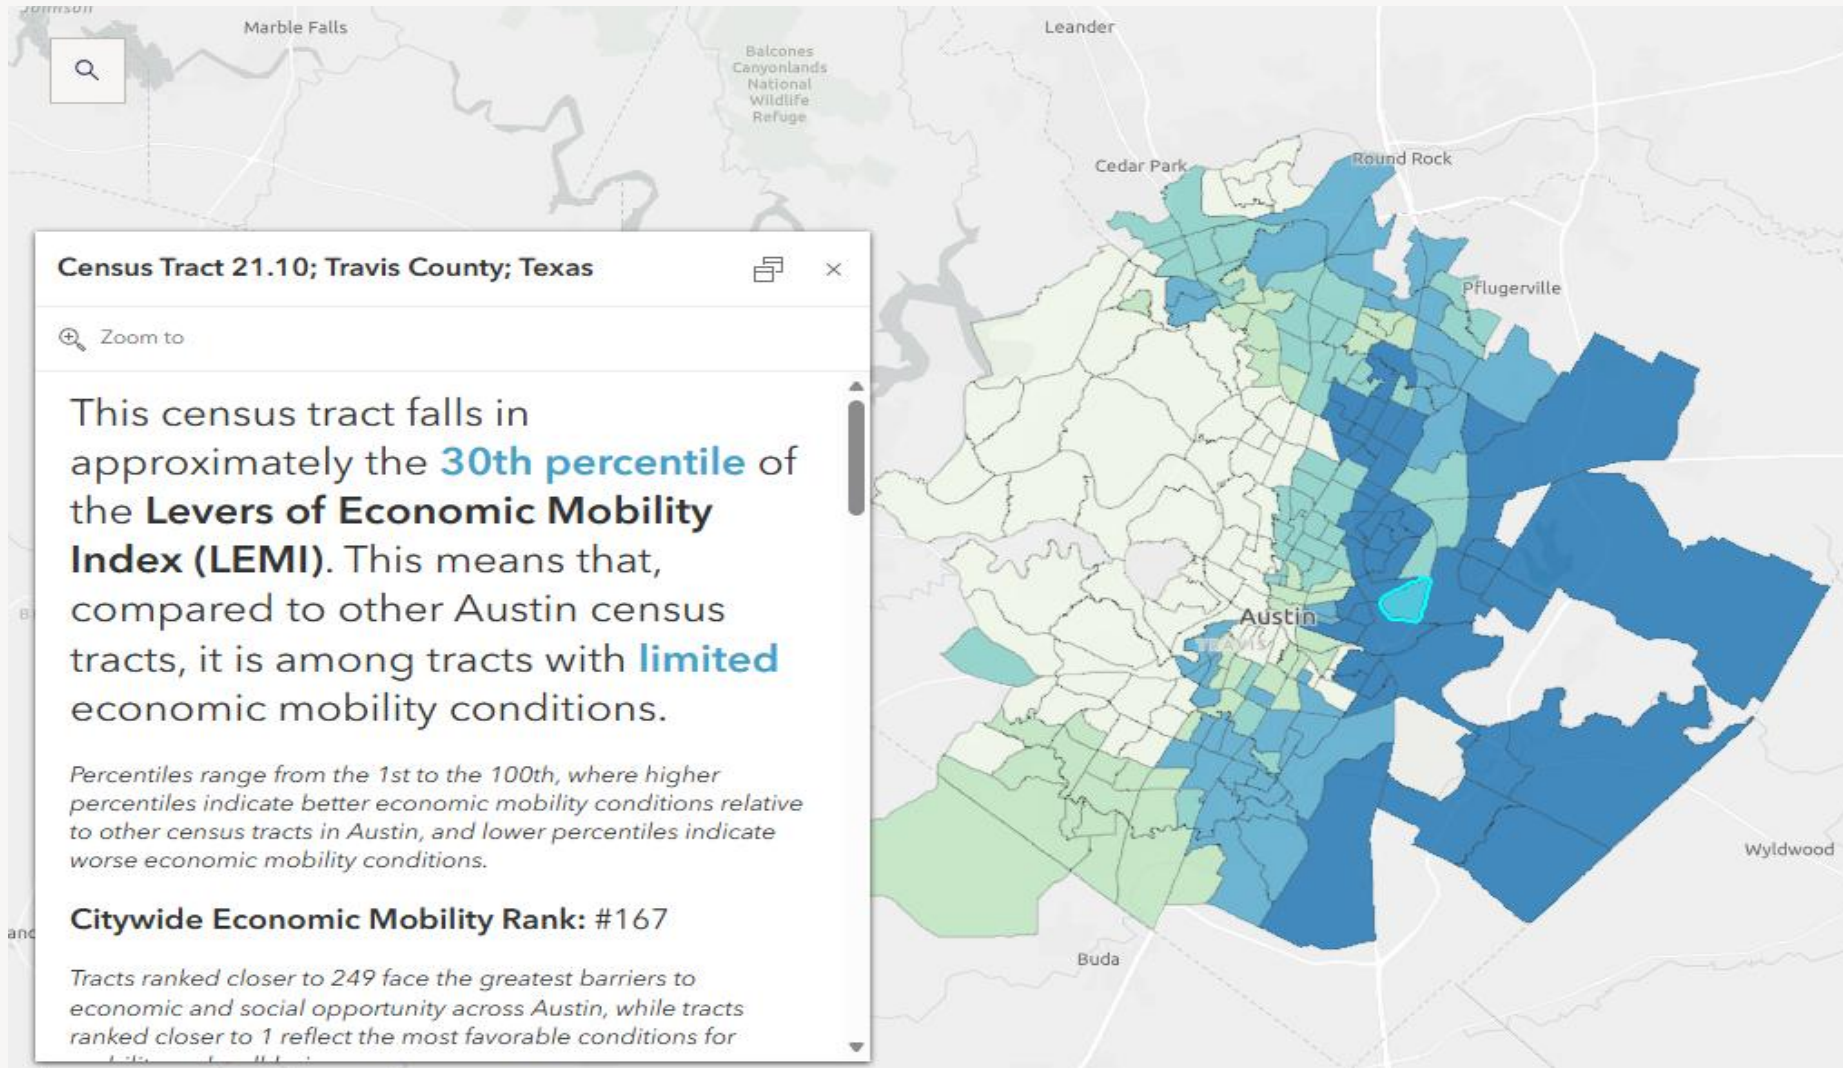 Johnson
Marble Falls
Leander
Balcones
Canyonlands
National
Wildlife
Refuge
Cedar Park
Round Rock
Pflugerville
Census Tract 21.10; Travis County; Texas
Zoom to
This census tract falls in
approximately the 30th percentile of
the Levers of Economic Mobility
Index (LEMI). This means that,
compared to other Austin census
tracts, it is among tracts with limited
economic mobility conditions.
Percentiles range from the 1st to the 100th, where higher
percentiles indicate better economic mobility conditions relative
to other census tracts in Austin, and lower percentiles indicate
worse economic mobility conditions.
Citywide Economic Mobility Rank: #167
Tracts ranked closer to 249 face the greatest barriers to
economic and social opportunity across Austin, while tracts
ranked closer to 1 reflect the most favorable conditions for
Austin
TRAVIS
Wyldwood
Buda